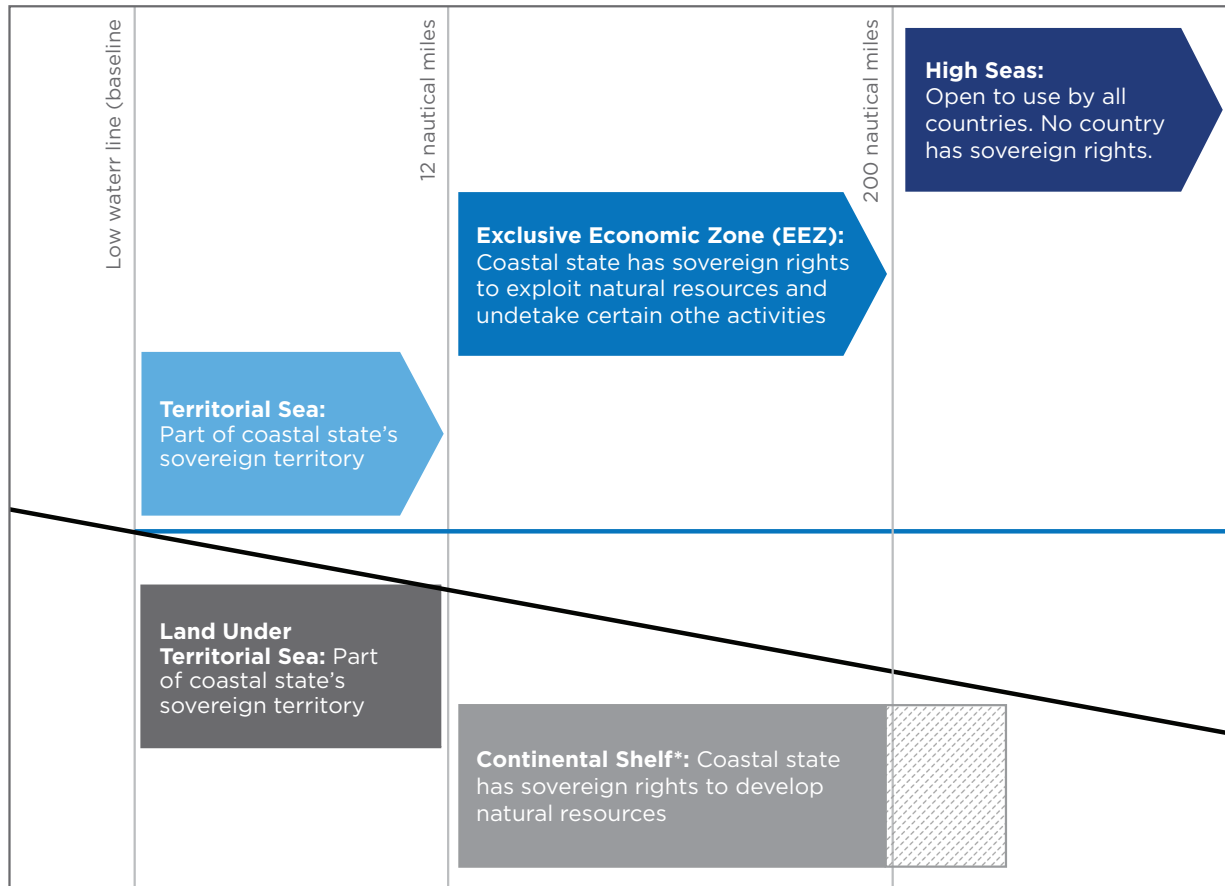 Low waterr line (baseline
12 nautical miles
200 nautical miles
High Seas:
Open to use by all
countries. No country
has sovereign rights.
Exclusive Economic Zone (EEZ):
Coastal state has sovereign rights
to exploit natural resources and
undetake certain othe activities
Territorial Sea:
Part of coastal state’s
sovereign territory
Land Under
Territorial Sea: Part
of coastal state’s
sovereign territory
Continental Shelf*: Coastal state
has sovereign rights to develop
natural resources